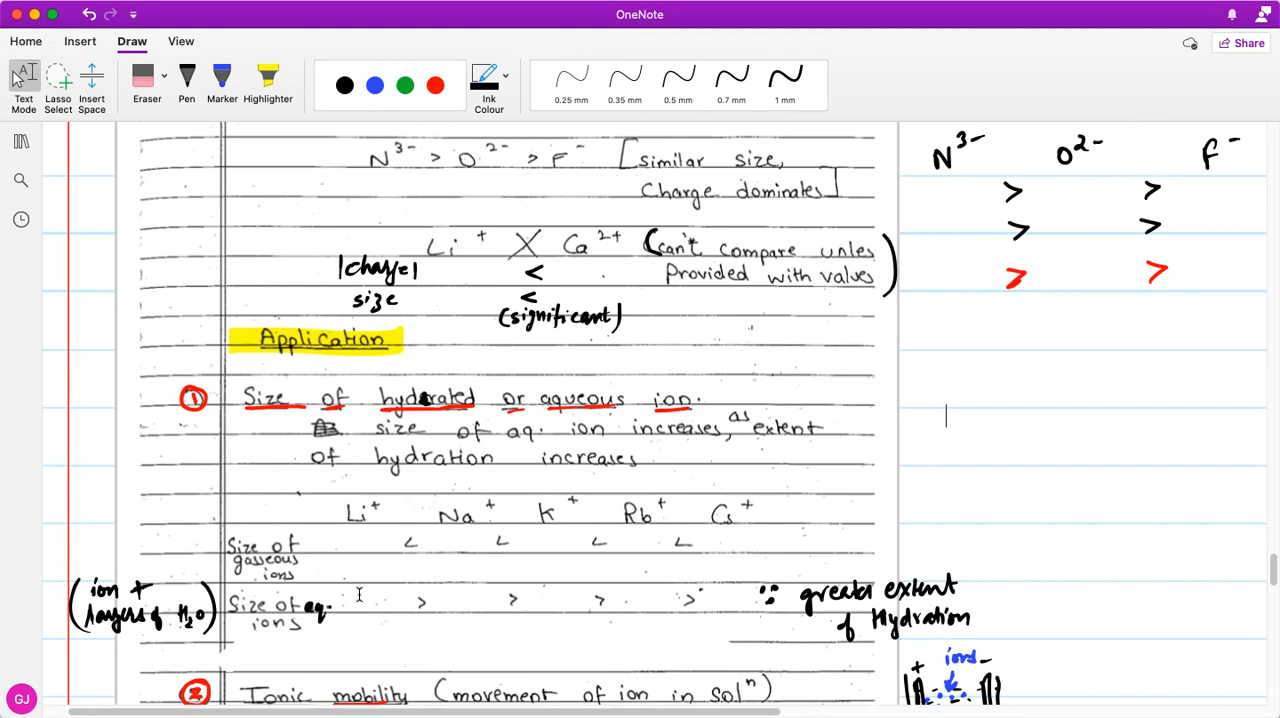 OneNote
Home Insert Draw View
Share
Text Mode
Lasso Select
Insert Space
Eraser
Pen
Marker
Highlighter
Ink Colour
0.25 mm 0.35 mm 0.5 mm 0.7 mm 1 mm
N³⁻ > O²⁻ > F⁻ [similar size,
Charge dominates]
Li⁺ X Ca²⁺ (can't compare unles
Provided with values)
|charge| <
size <
(significant)
Application
① Size of hydrated or aqueous ion.
size of aq. ion increases, as extent
of hydration increases
Li⁺ Na⁺ K⁺ Rb⁺ Cs⁺
Size of gasseous ions < < < <
(ion + layers of H₂O) Size of aq. ions > > > > ∵ greater extent of Hydration
② Ionic mobility (movement of ion in solⁿ)
N³⁻ O²⁻ F⁻
> >
> >
> >
ions
+ −
GJ